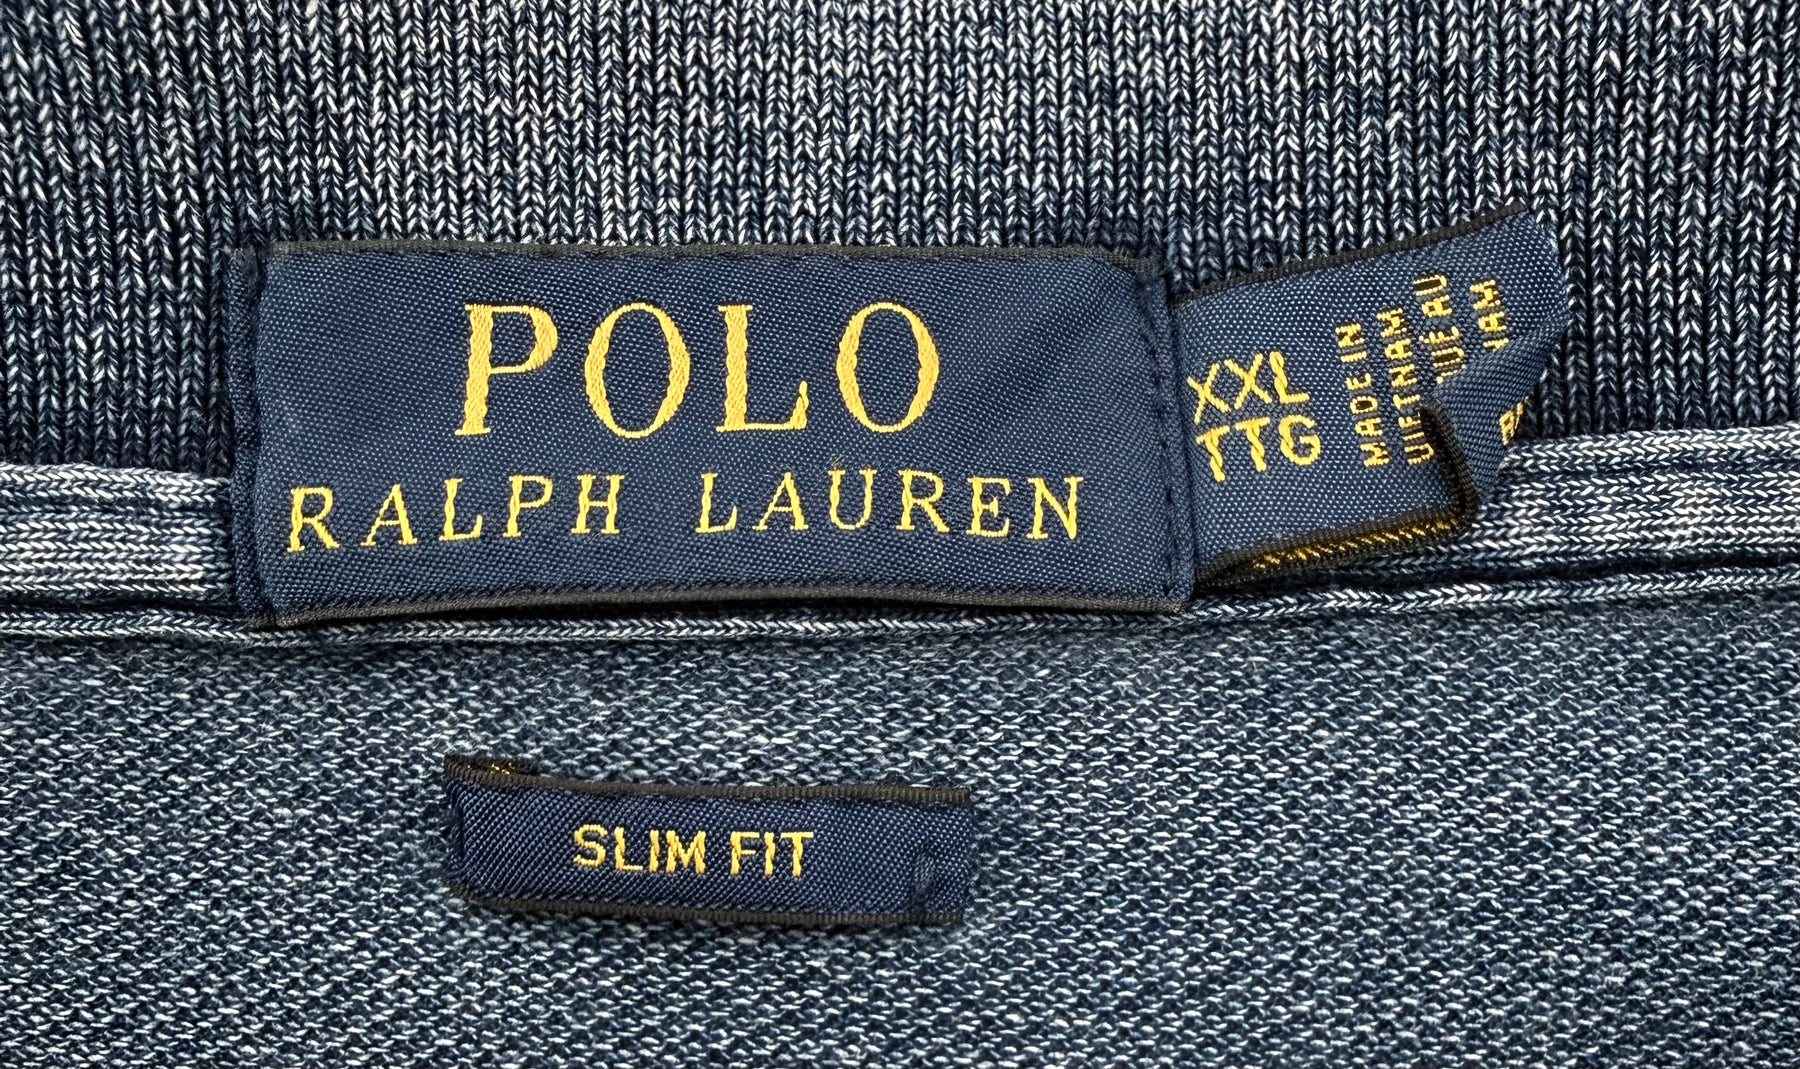 POLO
RALPH LAUREN
XXL
TTG
MADE IN
VIETNAM
SLIM FIT